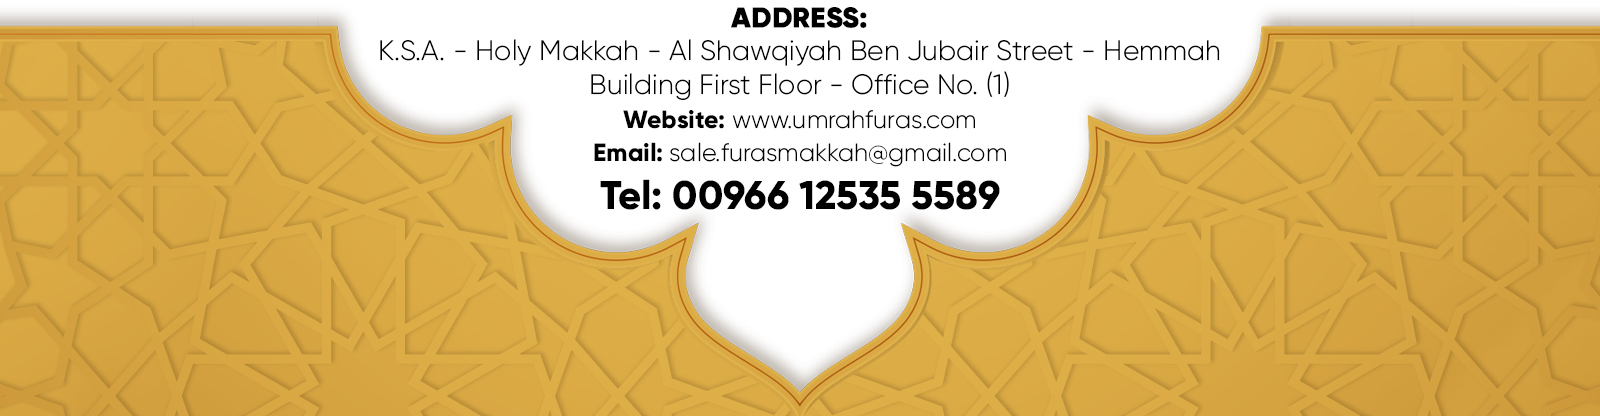 ADDRESS:
K.S.A. - Holy Makkah - Al Shawqiyah Ben Jubair Street - Hemmah
Building First Floor - Office No. (1)
Website: www.umrahfuras.com
Email: sale.furasmakkah@gmail.com
Tel: 00966 12535 5589